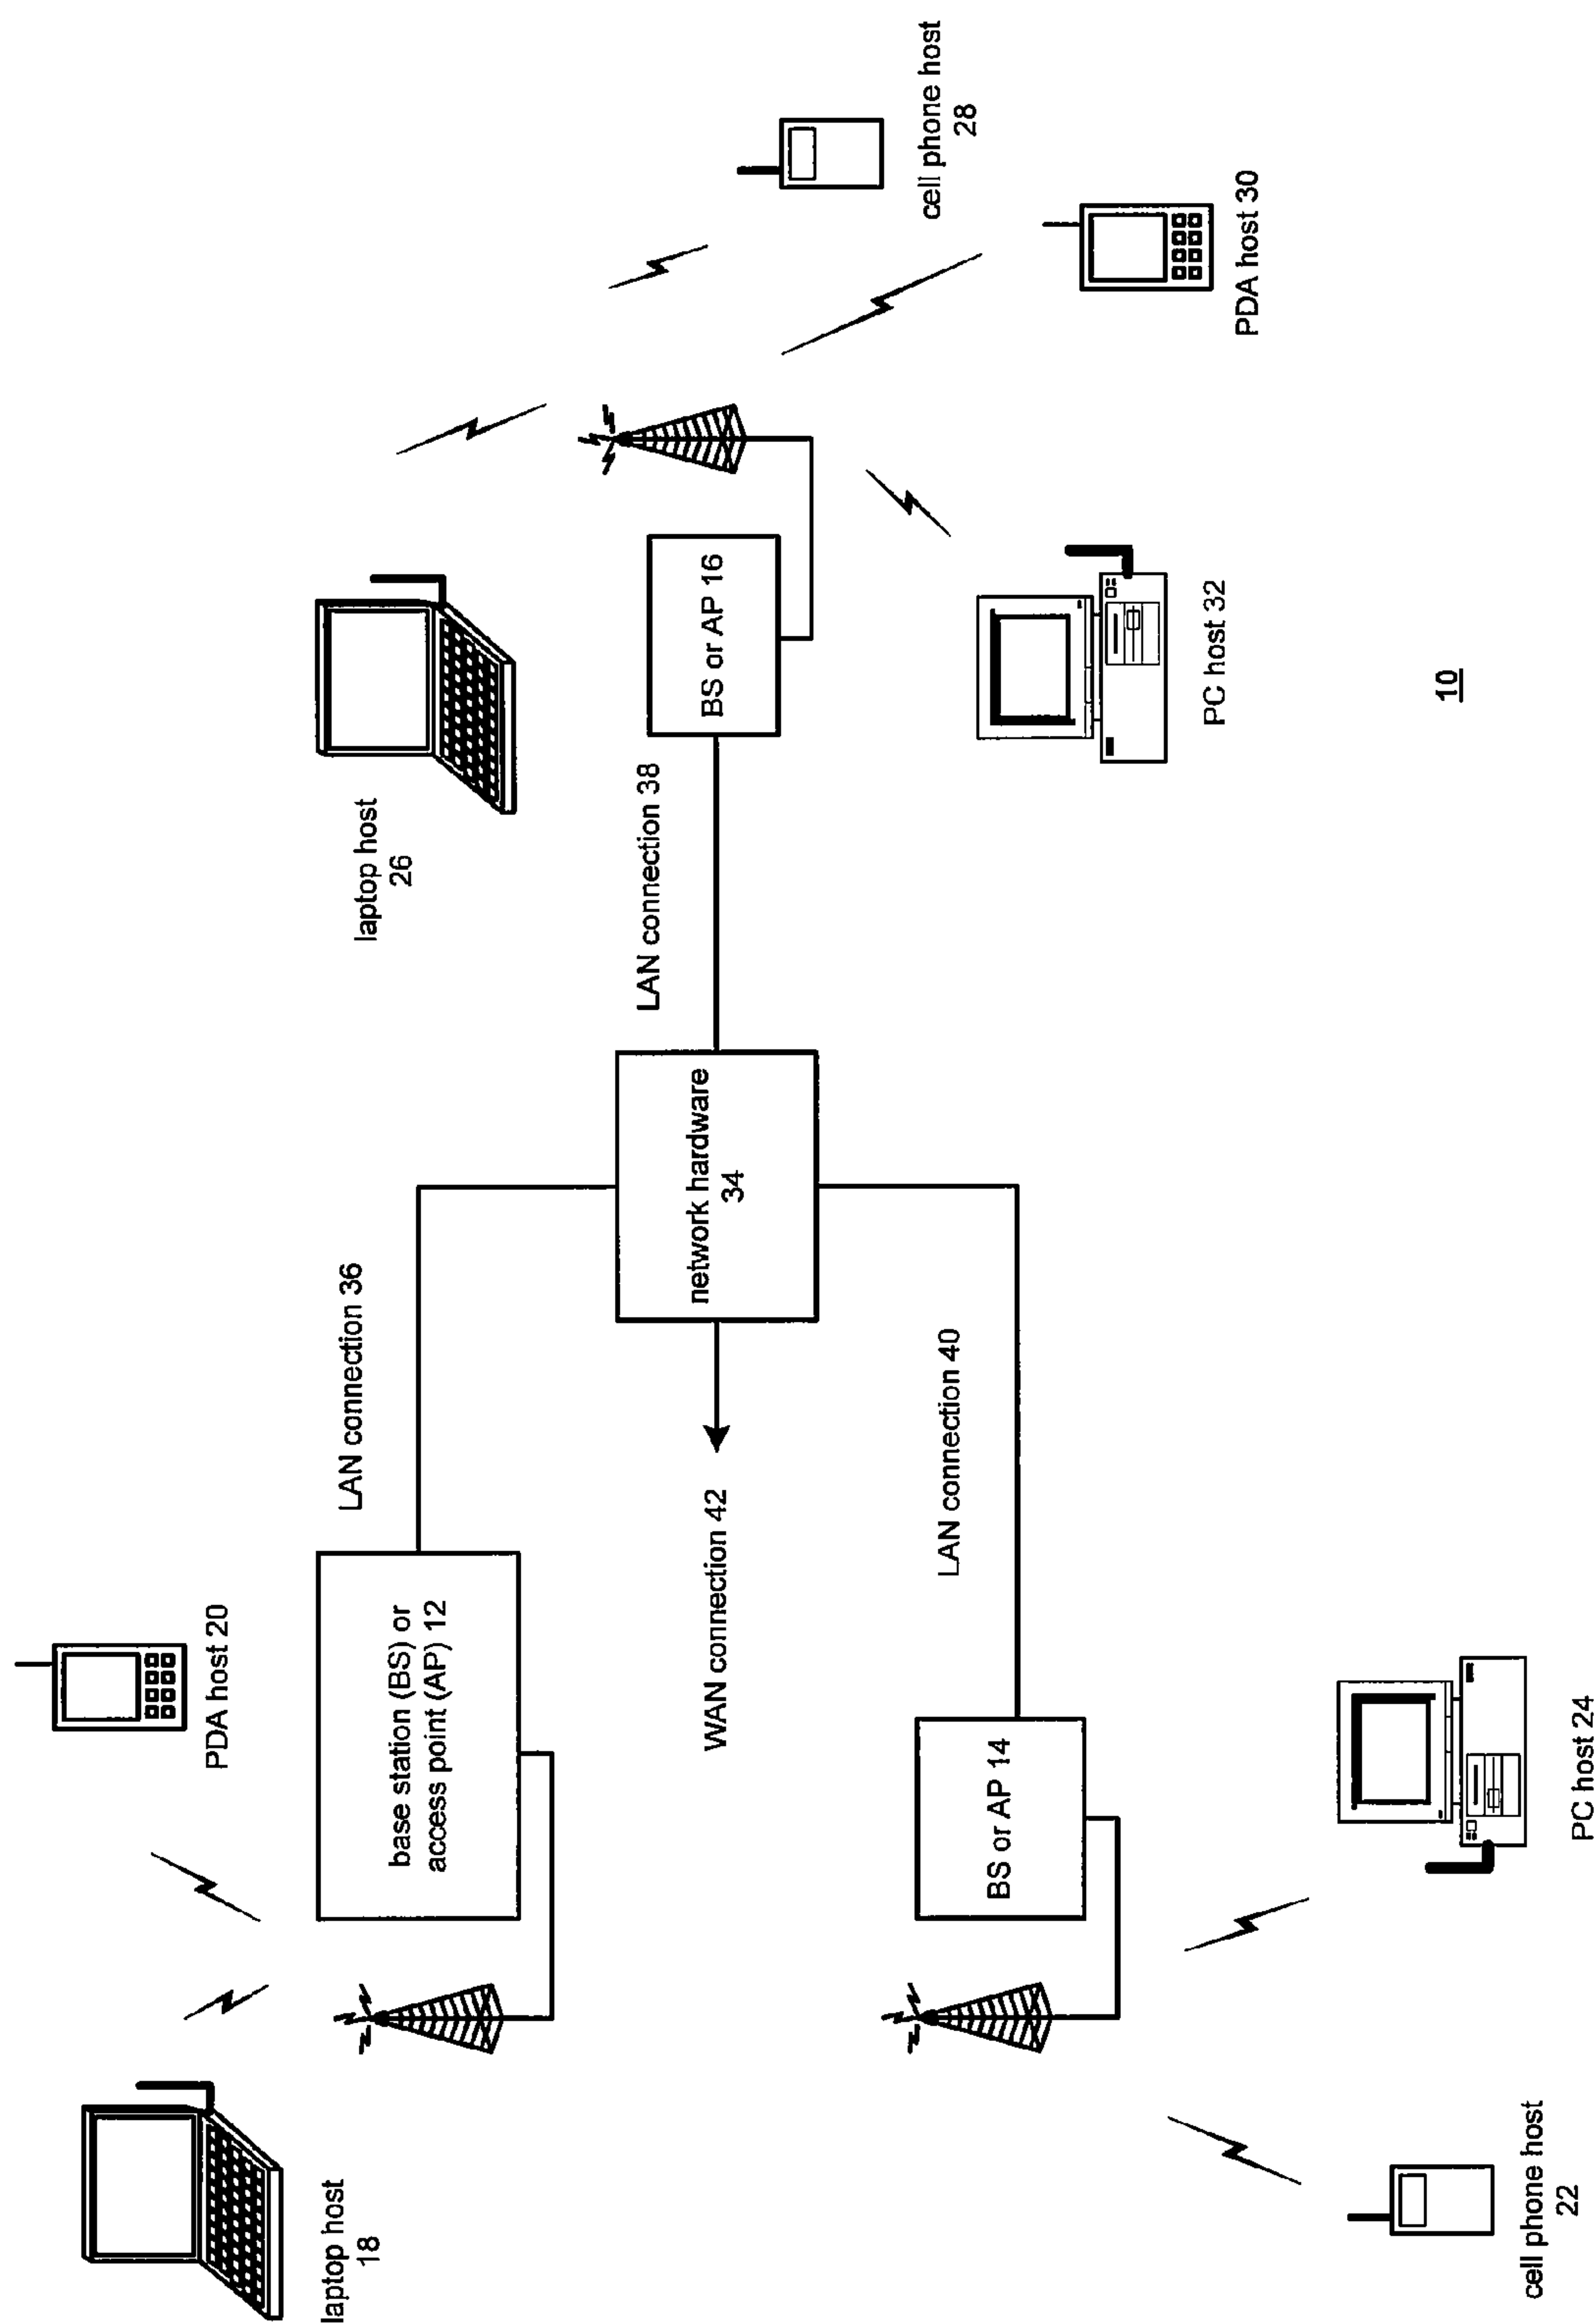 PDA host 20
laptop host
18
base station (BS) or
access point (AP) 12
LAN connection 36
laptop host
26
LAN connection 38
BS or AP 16
cell phone host
28
network hardware
34
WAN connection 42
PDA host 30
LAN connection 40
BS or AP 14
PC host 32
cell phone host
22
PC host 24
10